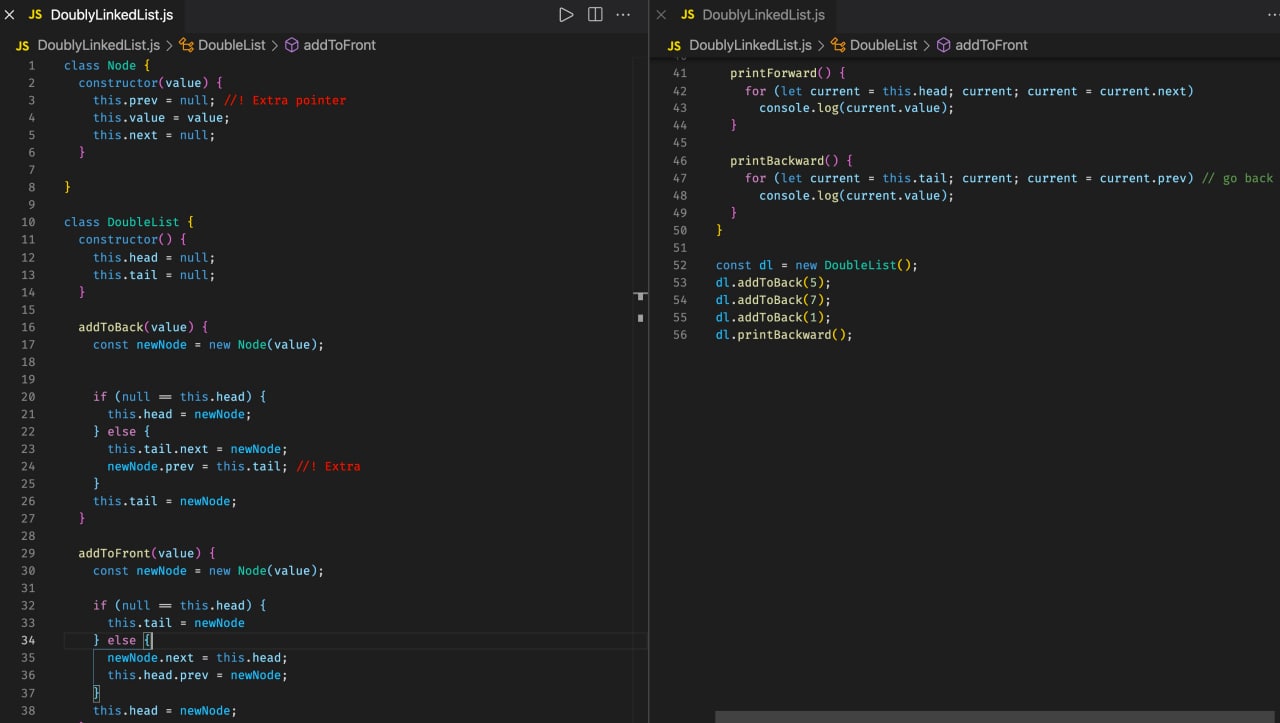 JS DoublyLinkedList.js
JS DoublyLinkedList.js > DoubleList > addToFront
1 class Node {
2 constructor(value) {
3 this.prev = null; //! Extra pointer
4 this.value = value;
5 this.next = null;
6 }
7
8 }
9
10 class DoubleList {
11 constructor() {
12 this.head = null;
13 this.tail = null;
14 }
15
16 addToBack(value) {
17 const newNode = new Node(value);
18
19
20 if (null == this.head) {
21 this.head = newNode;
22 } else {
23 this.tail.next = newNode;
24 newNode.prev = this.tail; //! Extra
25 }
26 this.tail = newNode;
27 }
28
29 addToFront(value) {
30 const newNode = new Node(value);
31
32 if (null == this.head) {
33 this.tail = newNode
34 } else {
35 newNode.next = this.head;
36 this.head.prev = newNode;
37 }
38 this.head = newNode;
JS DoublyLinkedList.js
JS DoublyLinkedList.js > DoubleList > addToFront
41 printForward() {
42 for (let current = this.head; current; current = current.next)
43 console.log(current.value);
44 }
45
46 printBackward() {
47 for (let current = this.tail; current; current = current.prev) // go back
48 console.log(current.value);
49 }
50 }
51
52 const dl = new DoubleList();
53 dl.addToBack(5);
54 dl.addToBack(7);
55 dl.addToBack(1);
56 dl.printBackward();